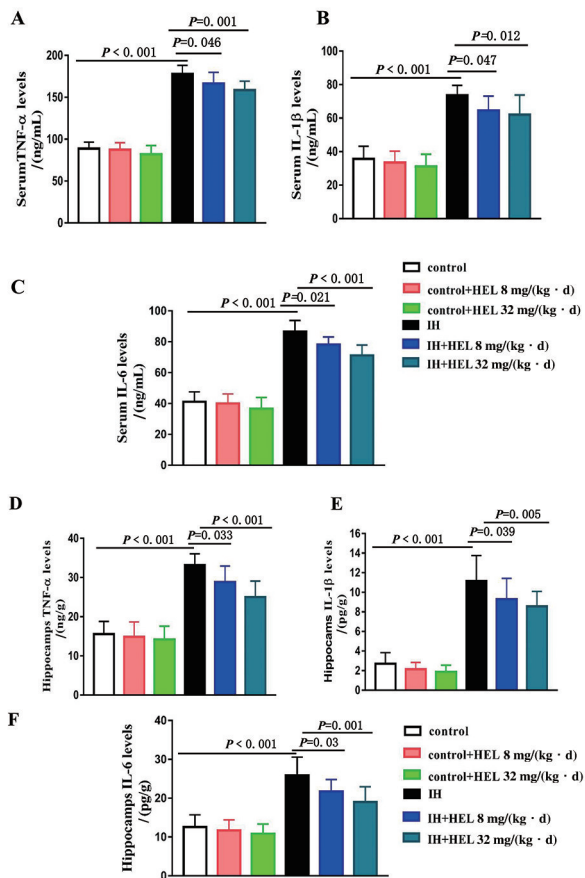 A
P=0.001
P=0.046
P<0.001
SerumTNF-α levels
/(ng/mL)
200
150
100
50
0
B
P=0.012
P=0.047
P<0.001
Serum IL-1β levels
/(ng/mL)
100
80
60
40
20
0
C
P<0.001
P=0.021
P<0.001
Serum IL-6 levels
/(ng/mL)
100
80
60
40
20
0
control
control+HEL 8 mg/(kg·d)
control+HEL 32 mg/(kg·d)
IH
IH+HEL 8 mg/(kg·d)
IH+HEL 32 mg/(kg·d)
D
P<0.001
P=0.033
P<0.001
Hippocamps TNF-α levels
/(ng/g)
40
30
20
10
0
E
P=0.005
P=0.039
P<0.001
Hippocams IL-1β levels
/(pg/g)
16
14
12
10
8
6
4
2
0
F
P=0.001
P=0.03
P<0.001
Hippocamps IL-6 levels
/(pg/g)
40
30
20
10
0
control
control+HEL 8 mg/(kg·d)
control+HEL 32 mg/(kg·d)
IH
IH+HEL 8 mg/(kg·d)
IH+HEL 32 mg/(kg·d)